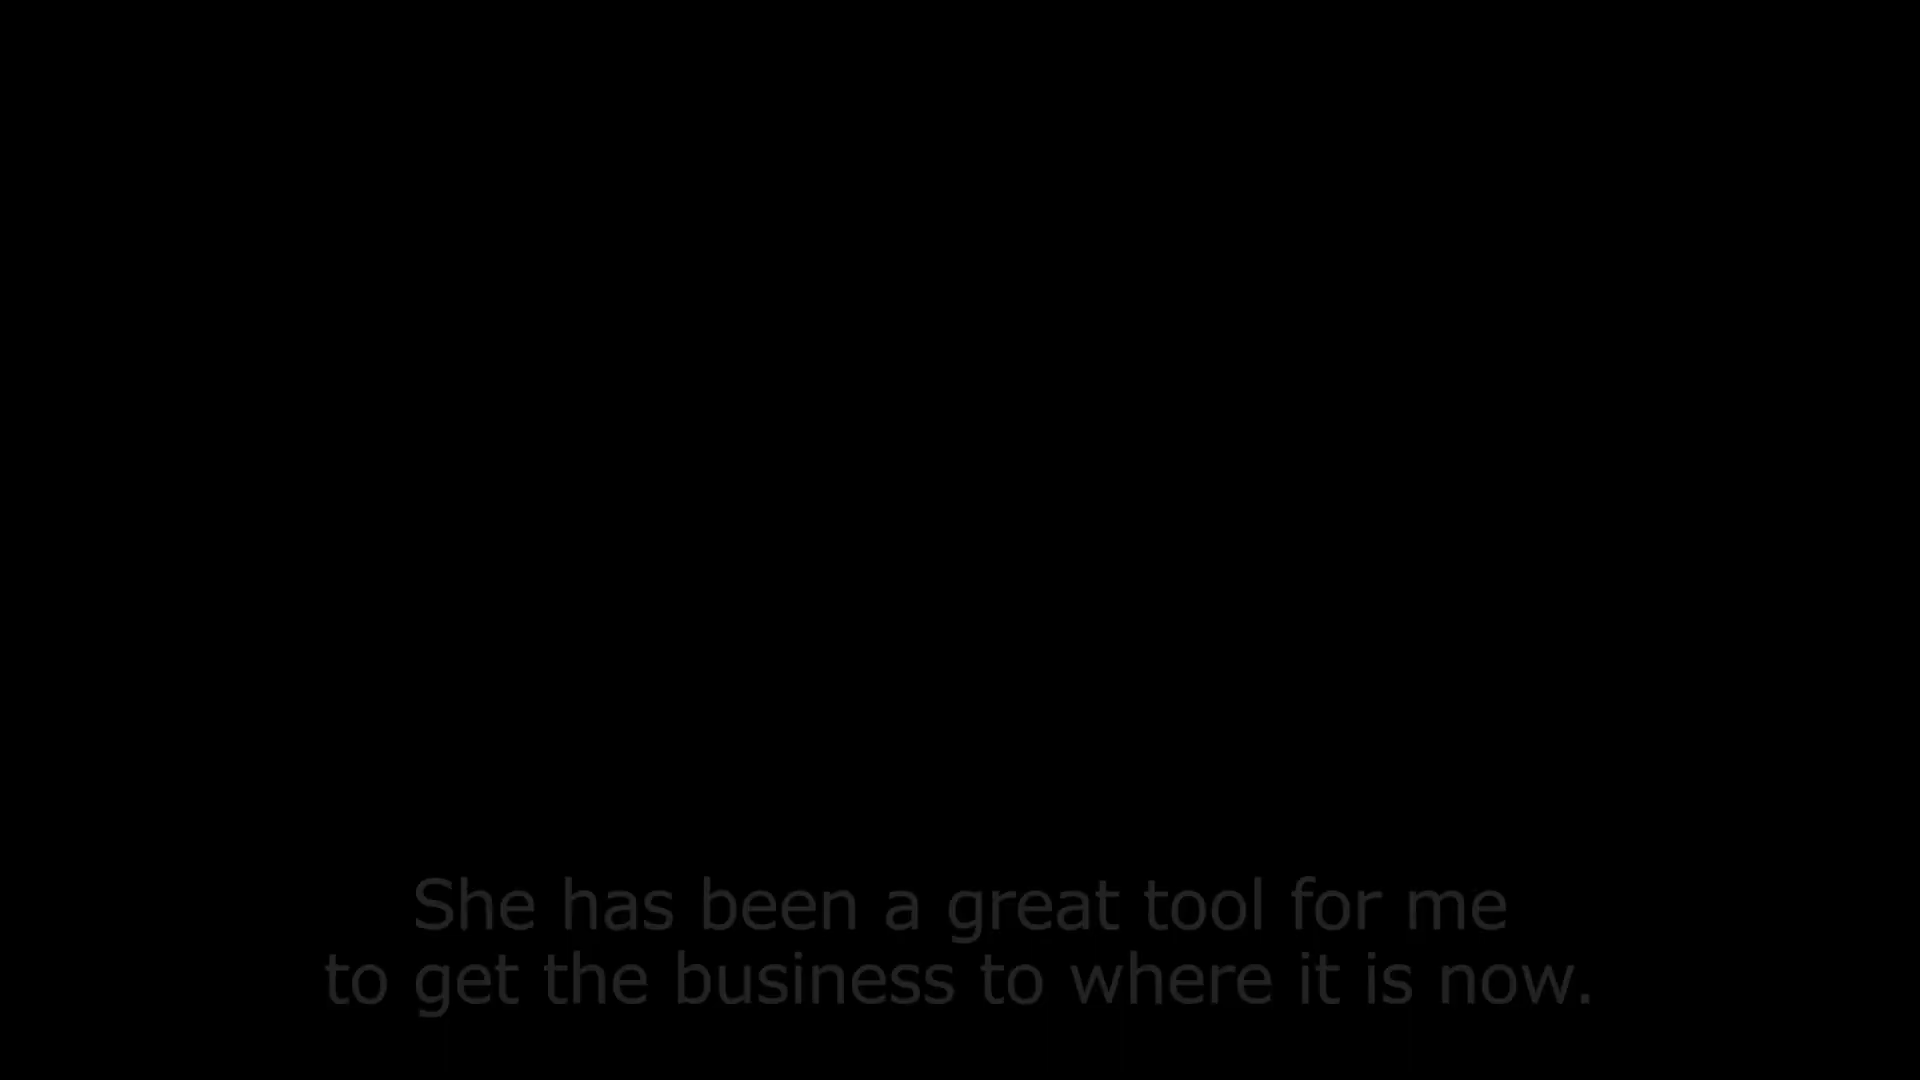 She has been a great tool for me
to get the business to where it is now.